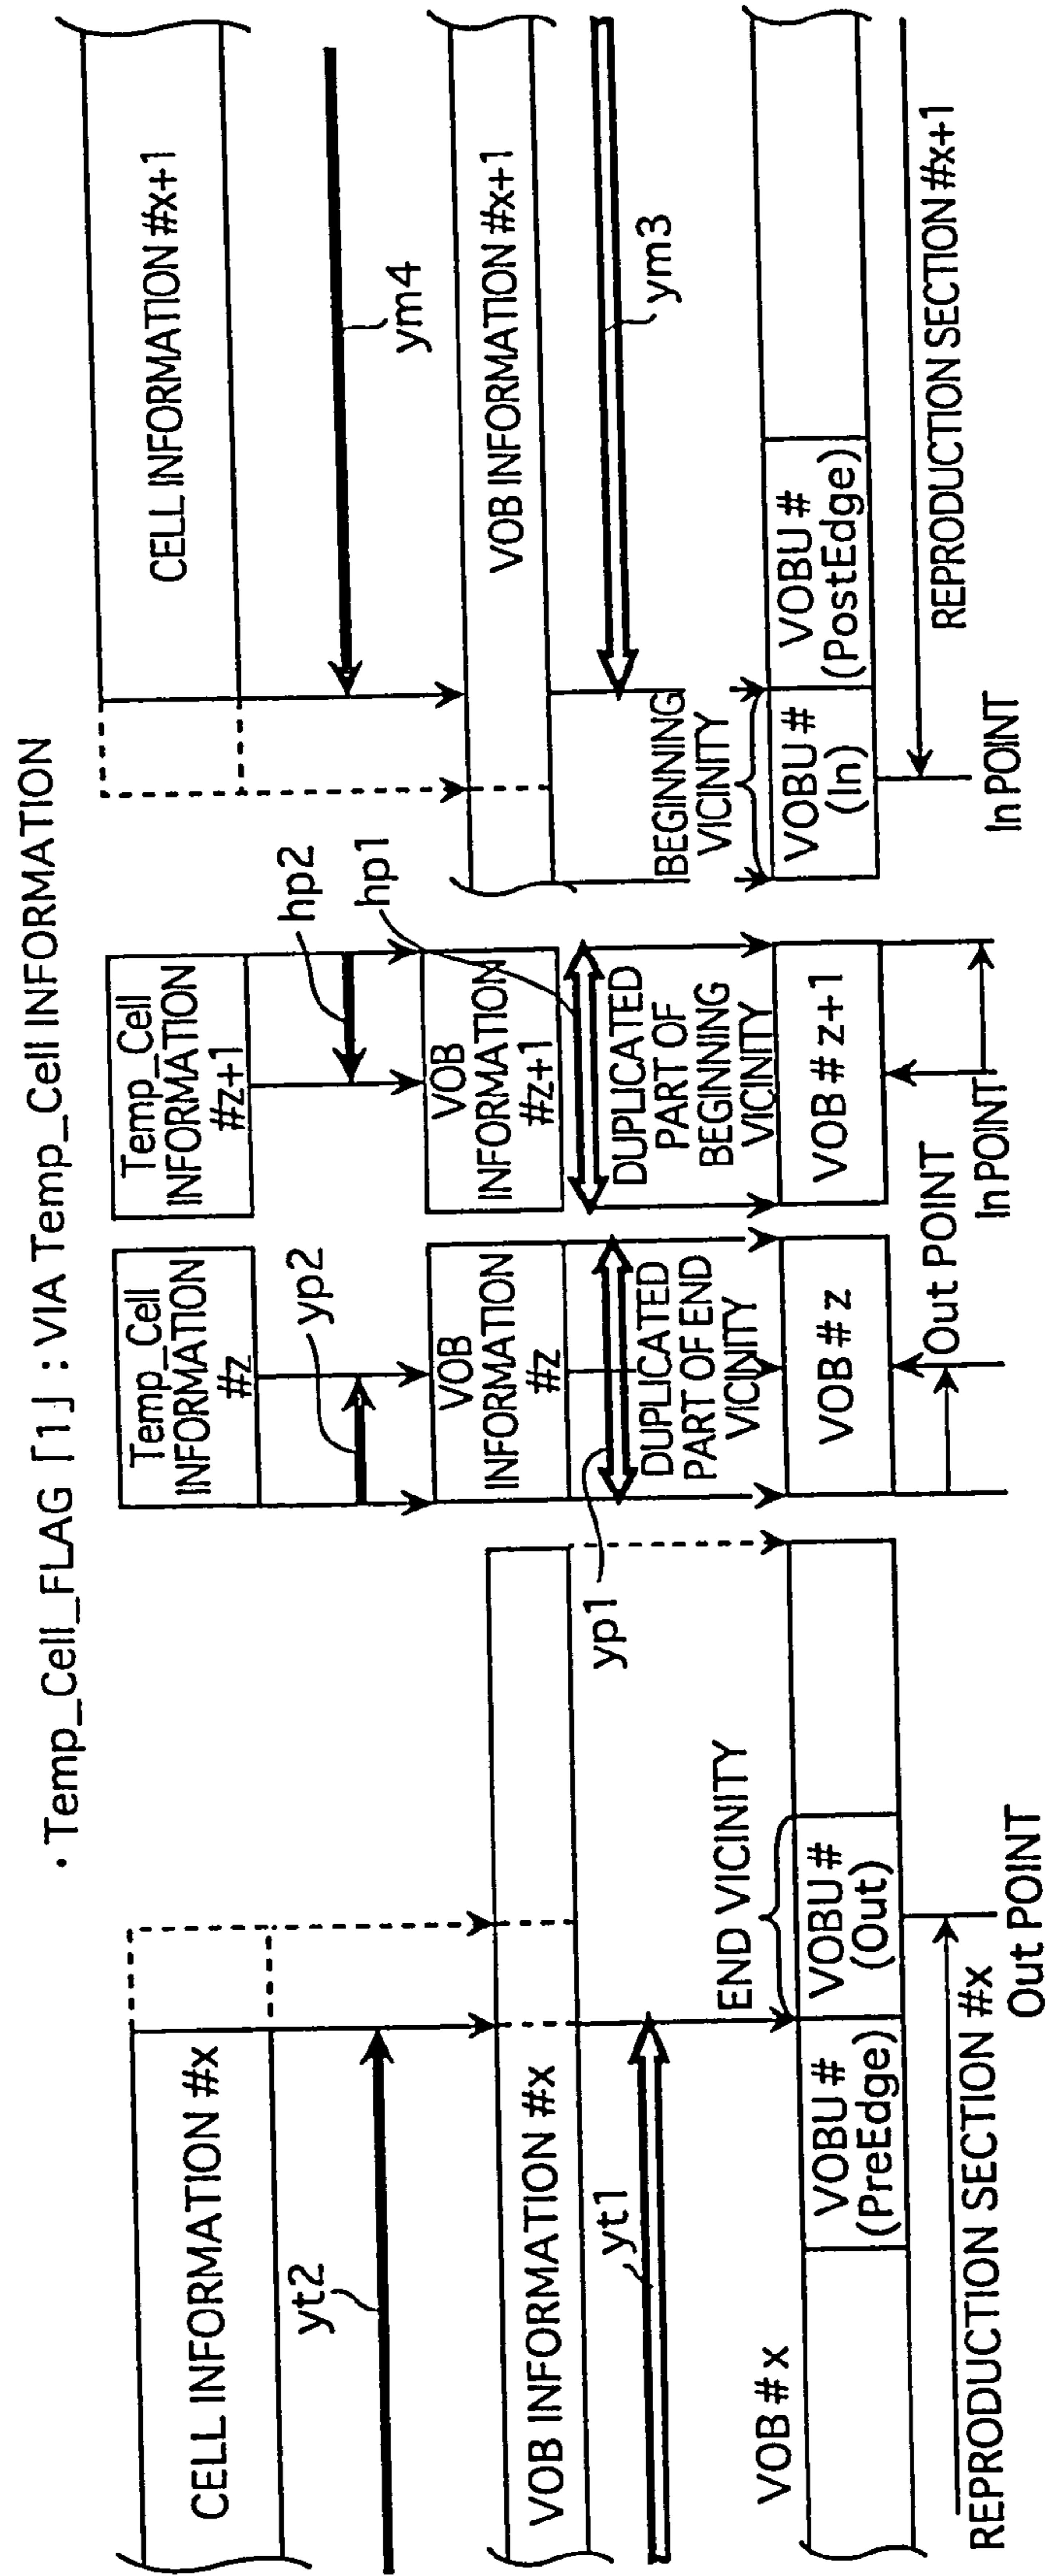 · Temp_Cell_FLAG [1] : VIA Temp_Cell INFORMATION
CELL INFORMATION #x
Temp_Cell
INFORMATION
#z
Temp_Cell
INFORMATION
#z+1
CELL INFORMATION #x+1
yt2
yp2
hp2
hp1
ym4
VOB INFORMATION #x
VOB
INFORMATION
#z
VOB
INFORMATION
#z+1
VOB INFORMATION #x+1
yt1
yp1
ym3
END VICINITY
DUPLICATED
PART OF END
VICINITY
DUPLICATED
PART OF
BEGINNING
VICINITY
BEGINNING
VICINITY
VOB#x
VOBU#
(PreEdge)
VOBU#
(Out)
VOB#z
VOB#z+1
VOBU#
(In)
VOBU#
(PostEdge)
REPRODUCTION SECTION #x
Out POINT
Out POINT
In POINT
In POINT
REPRODUCTION SECTION #x+1